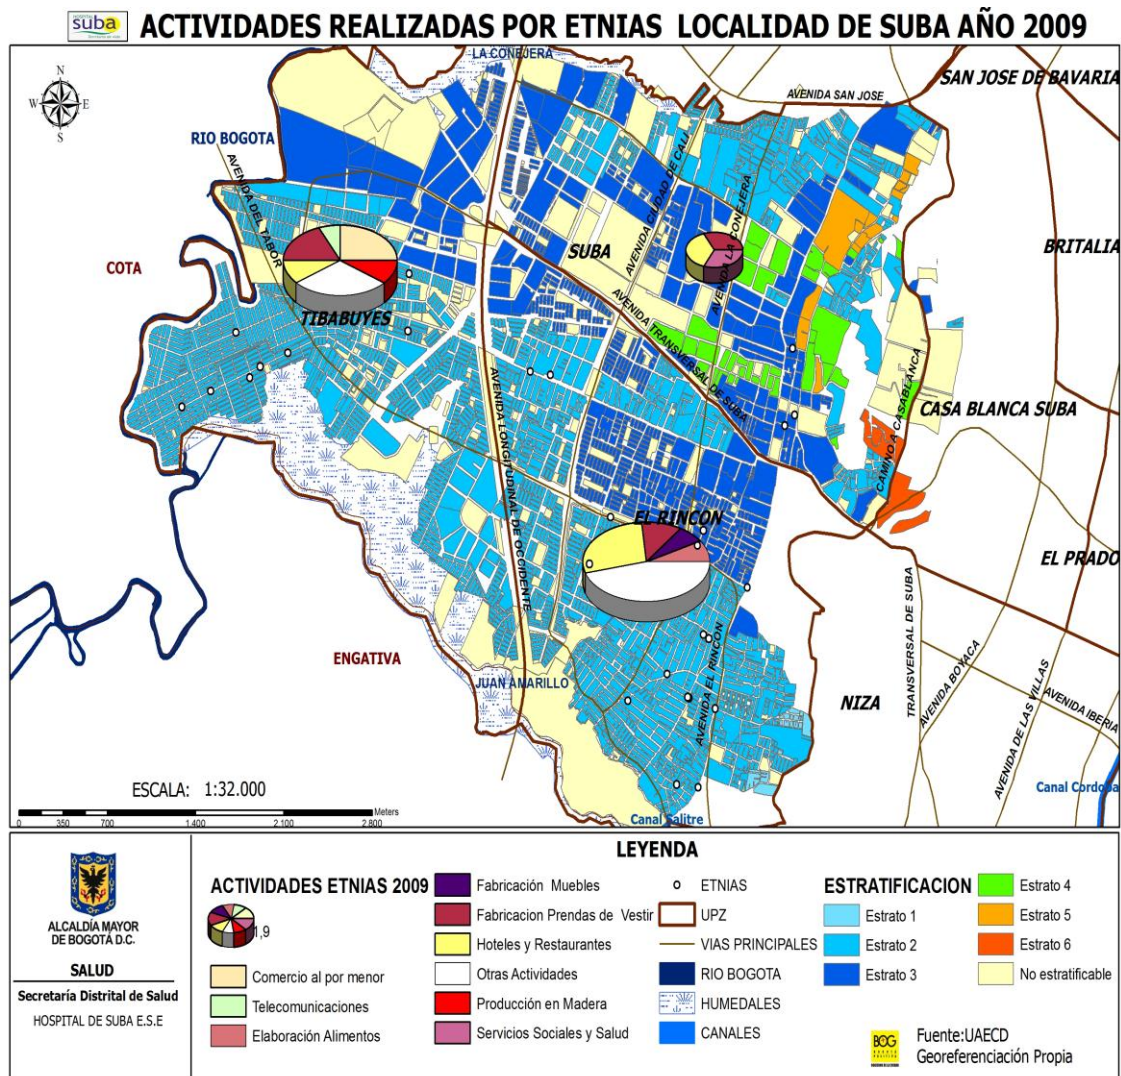 suba
ACTIVIDADES REALIZADAS POR ETNIAS LOCALIDAD DE SUBA AÑO 2009
LA CONEJERA
SAN JOSE DE BAVARIA
AVENIDA SAN JOSE
N
W E
S
RIO BOGOTA
AVENIDA DEL TABOR
AVENIDA CIUDAD DE CALI
AVENIDA LA CONEJERA
SUBA
BRITALIA
COTA
TIBABUYES
AVENIDA TRANSVERSAL DE SUBA
AVENIDA LONGITUDINAL DE OCCIDENTE
CAMINO A CASABLANCA
CASA BLANCA SUBA
EL RINCON
EL PRADO
ENGATIVA
JUAN AMARILLO
AVENIDA EL RINCON
NIZA
TRANSVERSAL DE SUBA
AVENIDA BOYACA
AVENIDA DE LAS VILLAS
AVENIDA IBERIA
Canal Cordoba
Canal Salitre
ESCALA: 1:32.000
0 350 700 1.400 2.100 2.800 Meters
ALCALDÍA MAYOR
DE BOGOTÁ D.C.
SALUD
Secretaría Distrital de Salud
HOSPITAL DE SUBA E.S.E
LEYENDA
ACTIVIDADES ETNIAS 2009
1,9
Comercio al por menor
Telecomunicaciones
Elaboración Alimentos
Fabricación Muebles
Fabricacion Prendas de Vestir
Hoteles y Restaurantes
Otras Actividades
Producción en Madera
Servicios Sociales y Salud
ETNIAS
UPZ
VIAS PRINCIPALES
RIO BOGOTA
HUMEDALES
CANALES
ESTRATIFICACION
Estrato 1
Estrato 2
Estrato 3
Estrato 4
Estrato 5
Estrato 6
No estratificable
BOG
Fuente:UAECD
Georeferenciación Propia